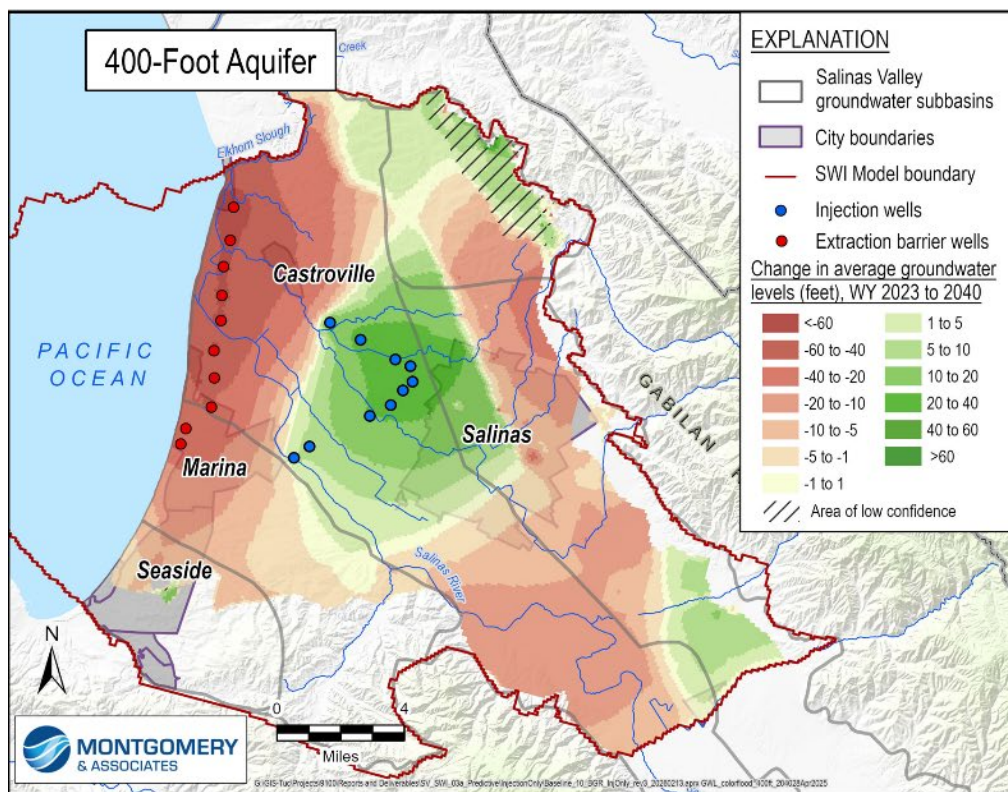 400-Foot Aquifer
Creek
Elkhorn Slough
Castroville
PACIFIC
OCEAN
Salinas
Marina
Seaside
Salinas
River
GABILAN
N
0 4
Miles
MONTGOMERY
& ASSOCIATES
EXPLANATION
Salinas Valley
groundwater subbasins
City boundaries
SWI Model boundary
Injection wells
Extraction barrier wells
Change in average groundwater
levels (feet), WY 2023 to 2040
<-60 1 to 5
-60 to -40 5 to 10
-40 to -20 10 to 20
-20 to -10 20 to 40
-10 to -5 40 to 60
-5 to -1 >60
-1 to 1
Area of low confidence